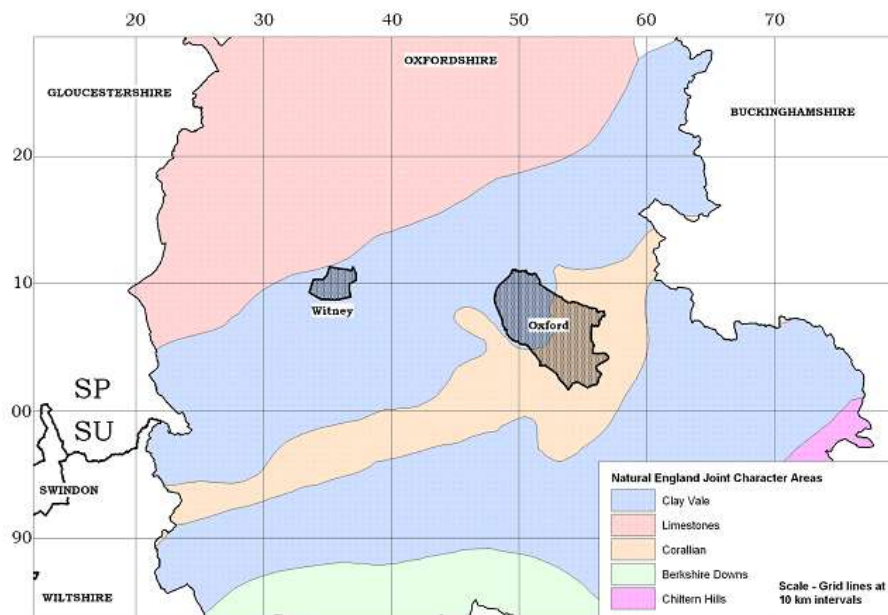 20 30 40 50 60 70
OXFORDSHIRE
GLOUCESTERSHIRE
BUCKINGHAMSHIRE
20
10
Witney
Oxford
SP
00
SU
SWINDON
90
WILTSHIRE
Natural England Joint Character Areas
Clay Vale
Limestones
Corallian
Berkshire Downs
Chiltern Hills
Scale - Grid lines at
10 km intervals